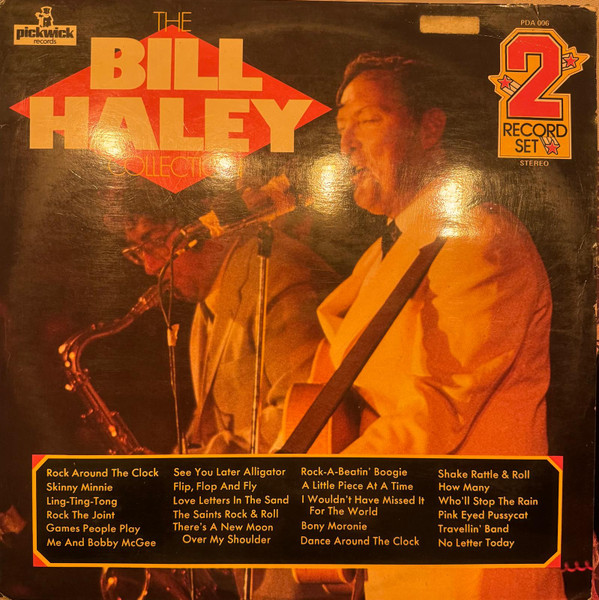 pickwick
records
THE
BILL
HALEY
COLLECTION
PDA 006
2
RECORD
SET
STEREO
Rock Around The Clock
Skinny Minnie
Ling-Ting-Tong
Rock The Joint
Games People Play
Me And Bobby McGee
See You Later Alligator
Flip, Flop And Fly
Love Letters In The Sand
The Saints Rock & Roll
There's A New Moon
Over My Shoulder
Rock-A-Beatin' Boogie
A Little Piece At A Time
I Wouldn't Have Missed It
For The World
Bony Moronie
Dance Around The Clock
Shake Rattle & Roll
How Many
Who'll Stop The Rain
Pink Eyed Pussycat
Travellin' Band
No Letter Today